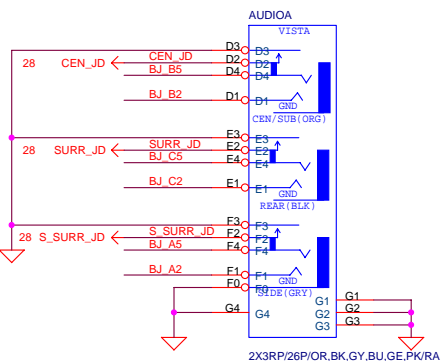 AUDIOA
VISTA
D3 D3
28 CEN_JD CEN_JD D2 D2
BJ_B5 D4 D4
BJ_B2 D1 D1
GND
CEN/SUB(ORG)
E3 E3
28 SURR_JD SURR_JD E2 E2
BJ_C5 E4 E4
BJ_C2 E1 E1
GND
REAR(BLK)
F3 F3
28 S_SURR_JD S_SURR_JD F2 F2
BJ_A5 F4 F4
BJ_A2 F1 F1
GND
F0 F0
SIDE(GRY)
G1 G1
G4 G4 G2 G2
G3 G3
2X3RP/26P/OR,BK,GY,BU,GE,PK/RA